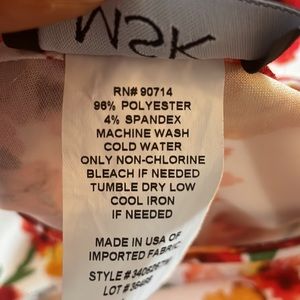 MSK
RN# 90714
96% POLYESTER
4% SPANDEX
MACHINE WASH
COLD WATER
ONLY NON-CHLORINE
BLEACH IF NEEDED
TUMBLE DRY LOW
COOL IRON
IF NEEDED
MADE IN USA OF
IMPORTED FABRIC
STYLE #
LOT #